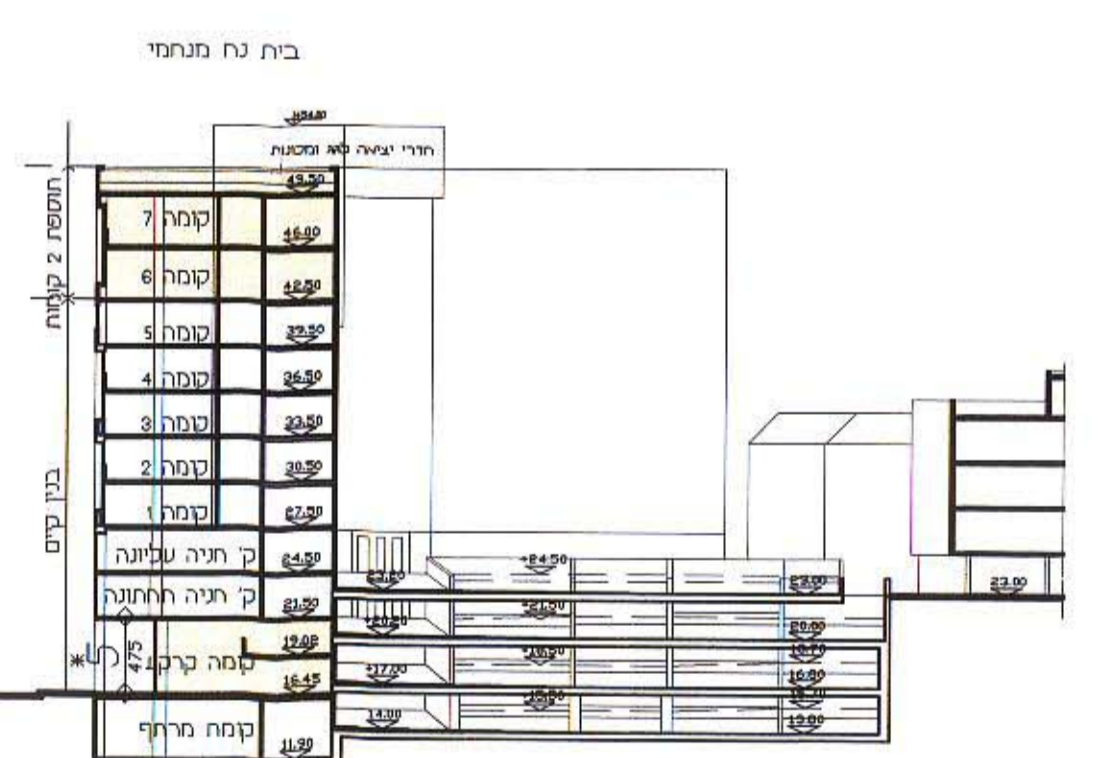 בית נח מנחמי
חדרי יציאה לגג ומכונות
49.50
קומה 7
46.00
קומה 6
42.50
תוספת 2 קומות
קומה 5
39.50
קומה 4
36.50
קומה 3
33.50
קומה 2
30.50
קומה 1
27.50
בנין קיים
ק' חניה עליונה
24.50
+24.50
ק' חניה תחתונה
21.50
23.20
23.00
23.00
+21.50
+20.20
20.00
19.02
475
*
קומה קרקע
16.45
+17.00
16.80
קומת מרתף
11.90
14.00